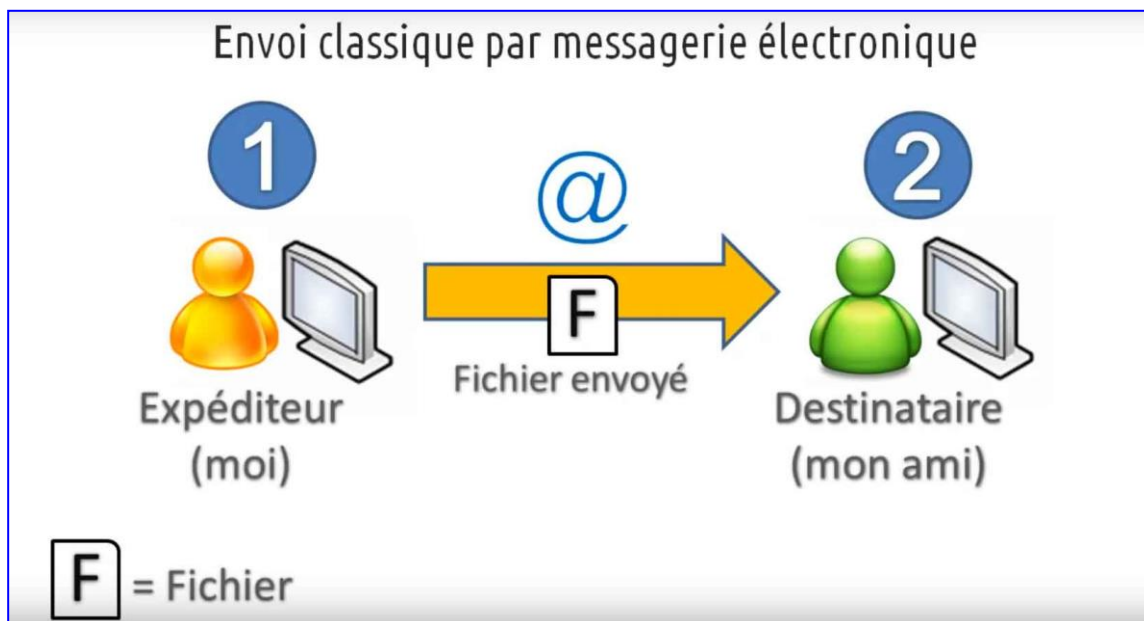 Envoi classique par messagerie électronique
1
@
2
F
Fichier envoyé
Expéditeur
(moi)
Destinataire
(mon ami)
F = Fichier